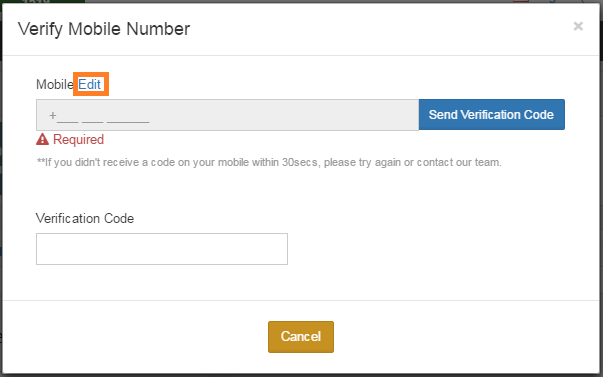 Verify Mobile Number
×
Mobile Edit
+___ ___ ______
Send Verification Code
Required
**If you didn't receive a code on your mobile within 30secs, please try again or contact our team.
Verification Code
Cancel